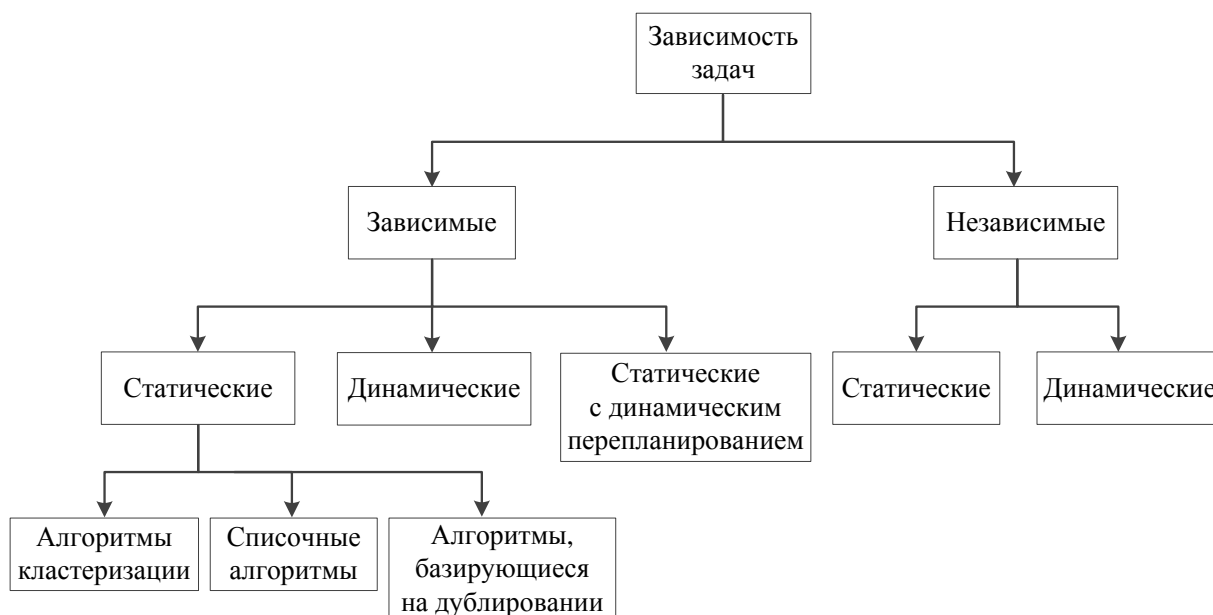 Зависимость
задач
Зависимые
Независимые
Статические
Динамические
Статические
с динамическим
перепланированием
Статические
Динамические
Алгоритмы
кластеризации
Списочные
алгоритмы
Алгоритмы,
базирующиеся
на дублировании